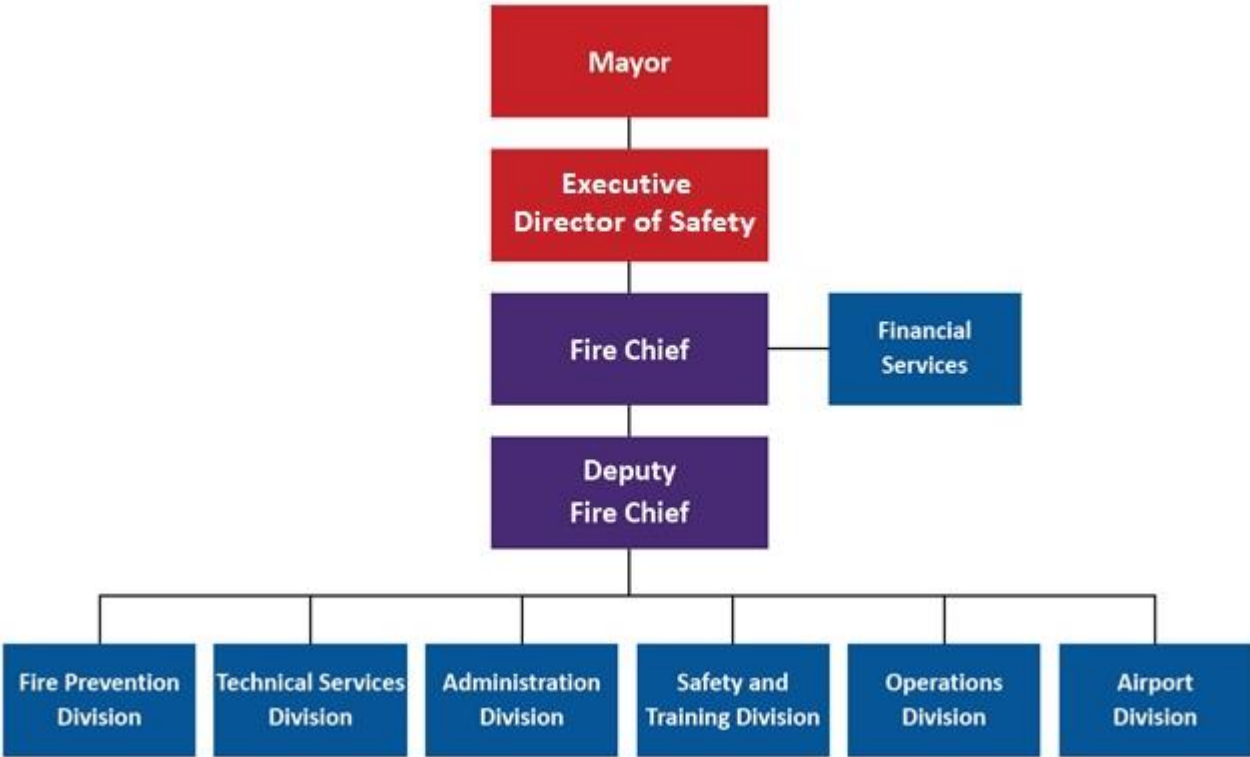 Mayor
Executive
Director of Safety
Fire Chief
Financial
Services
Deputy
Fire Chief
Fire Prevention
Division
Technical Services
Division
Administration
Division
Safety and
Training Division
Operations
Division
Airport
Division